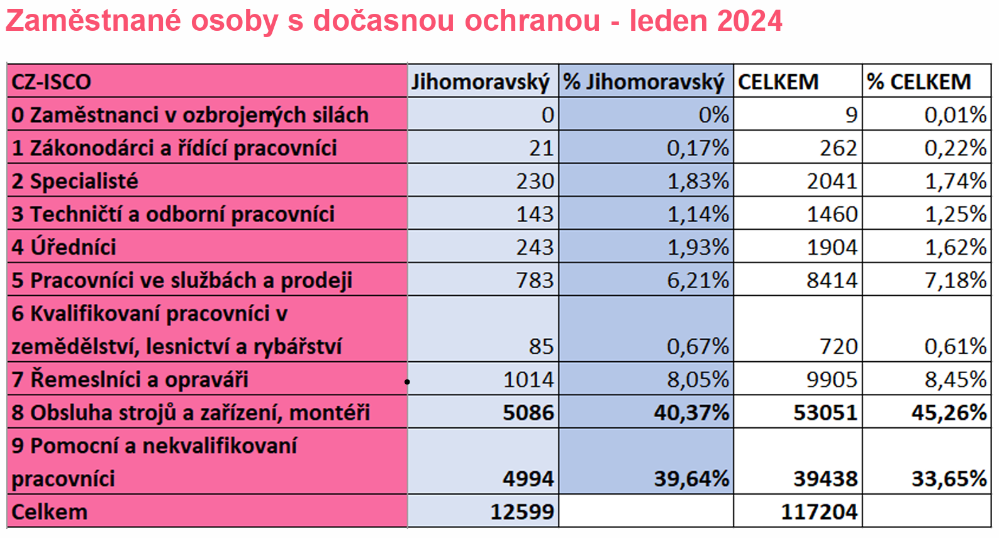 Zaměstnané osoby s dočasnou ochranou - leden 2024
CZ-ISCO Jihomoravský % Jihomoravský CELKEM % CELKEM
0 Zaměstnanci v ozbrojených silách 0 0% 9 0,01%
1 Zákonodárci a řídící pracovníci 21 0,17% 262 0,22%
2 Specialisté 230 1,83% 2041 1,74%
3 Techničtí a odborní pracovníci 143 1,14% 1460 1,25%
4 Úředníci 243 1,93% 1904 1,62%
5 Pracovníci ve službách a prodeji 783 6,21% 8414 7,18%
6 Kvalifikovaní pracovníci v
zemědělství, lesnictví a rybářství 85 0,67% 720 0,61%
7 Řemeslníci a opraváři 1014 8,05% 9905 8,45%
8 Obsluha strojů a zařízení, montéři 5086 40,37% 53051 45,26%
9 Pomocní a nekvalifikovaní
pracovníci 4994 39,64% 39438 33,65%
Celkem 12599 117204